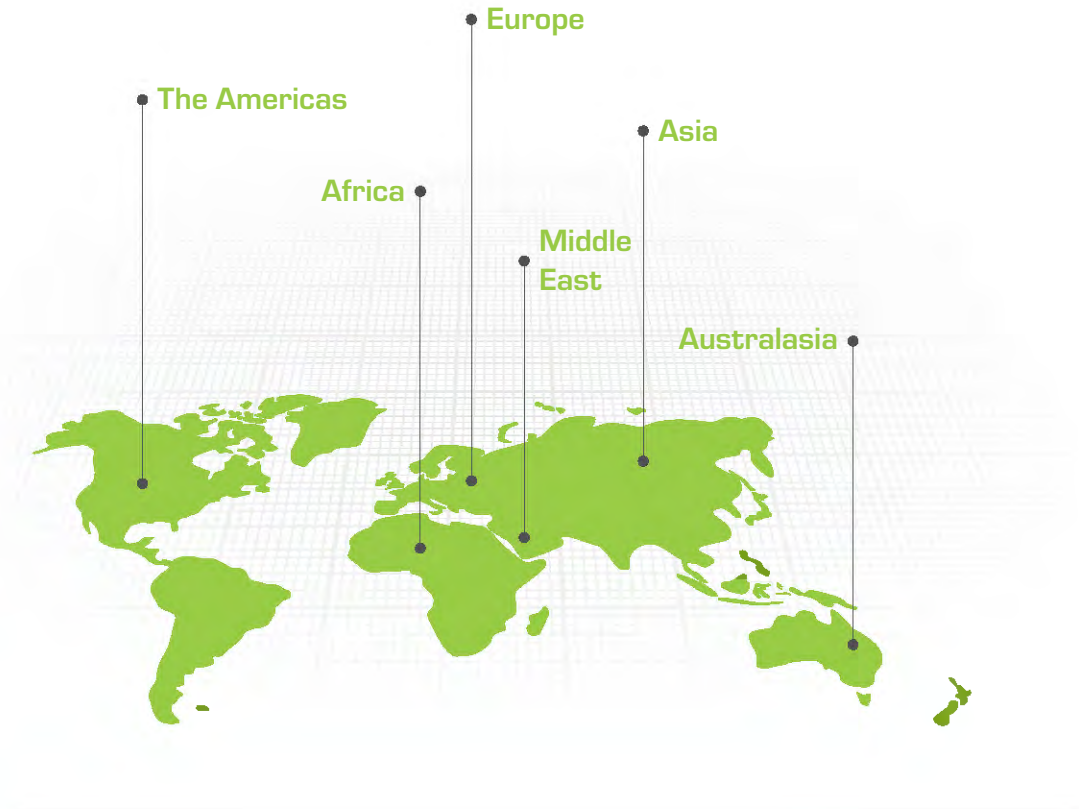 Europe
The Americas
Asia
Africa
Middle
East
Australasia